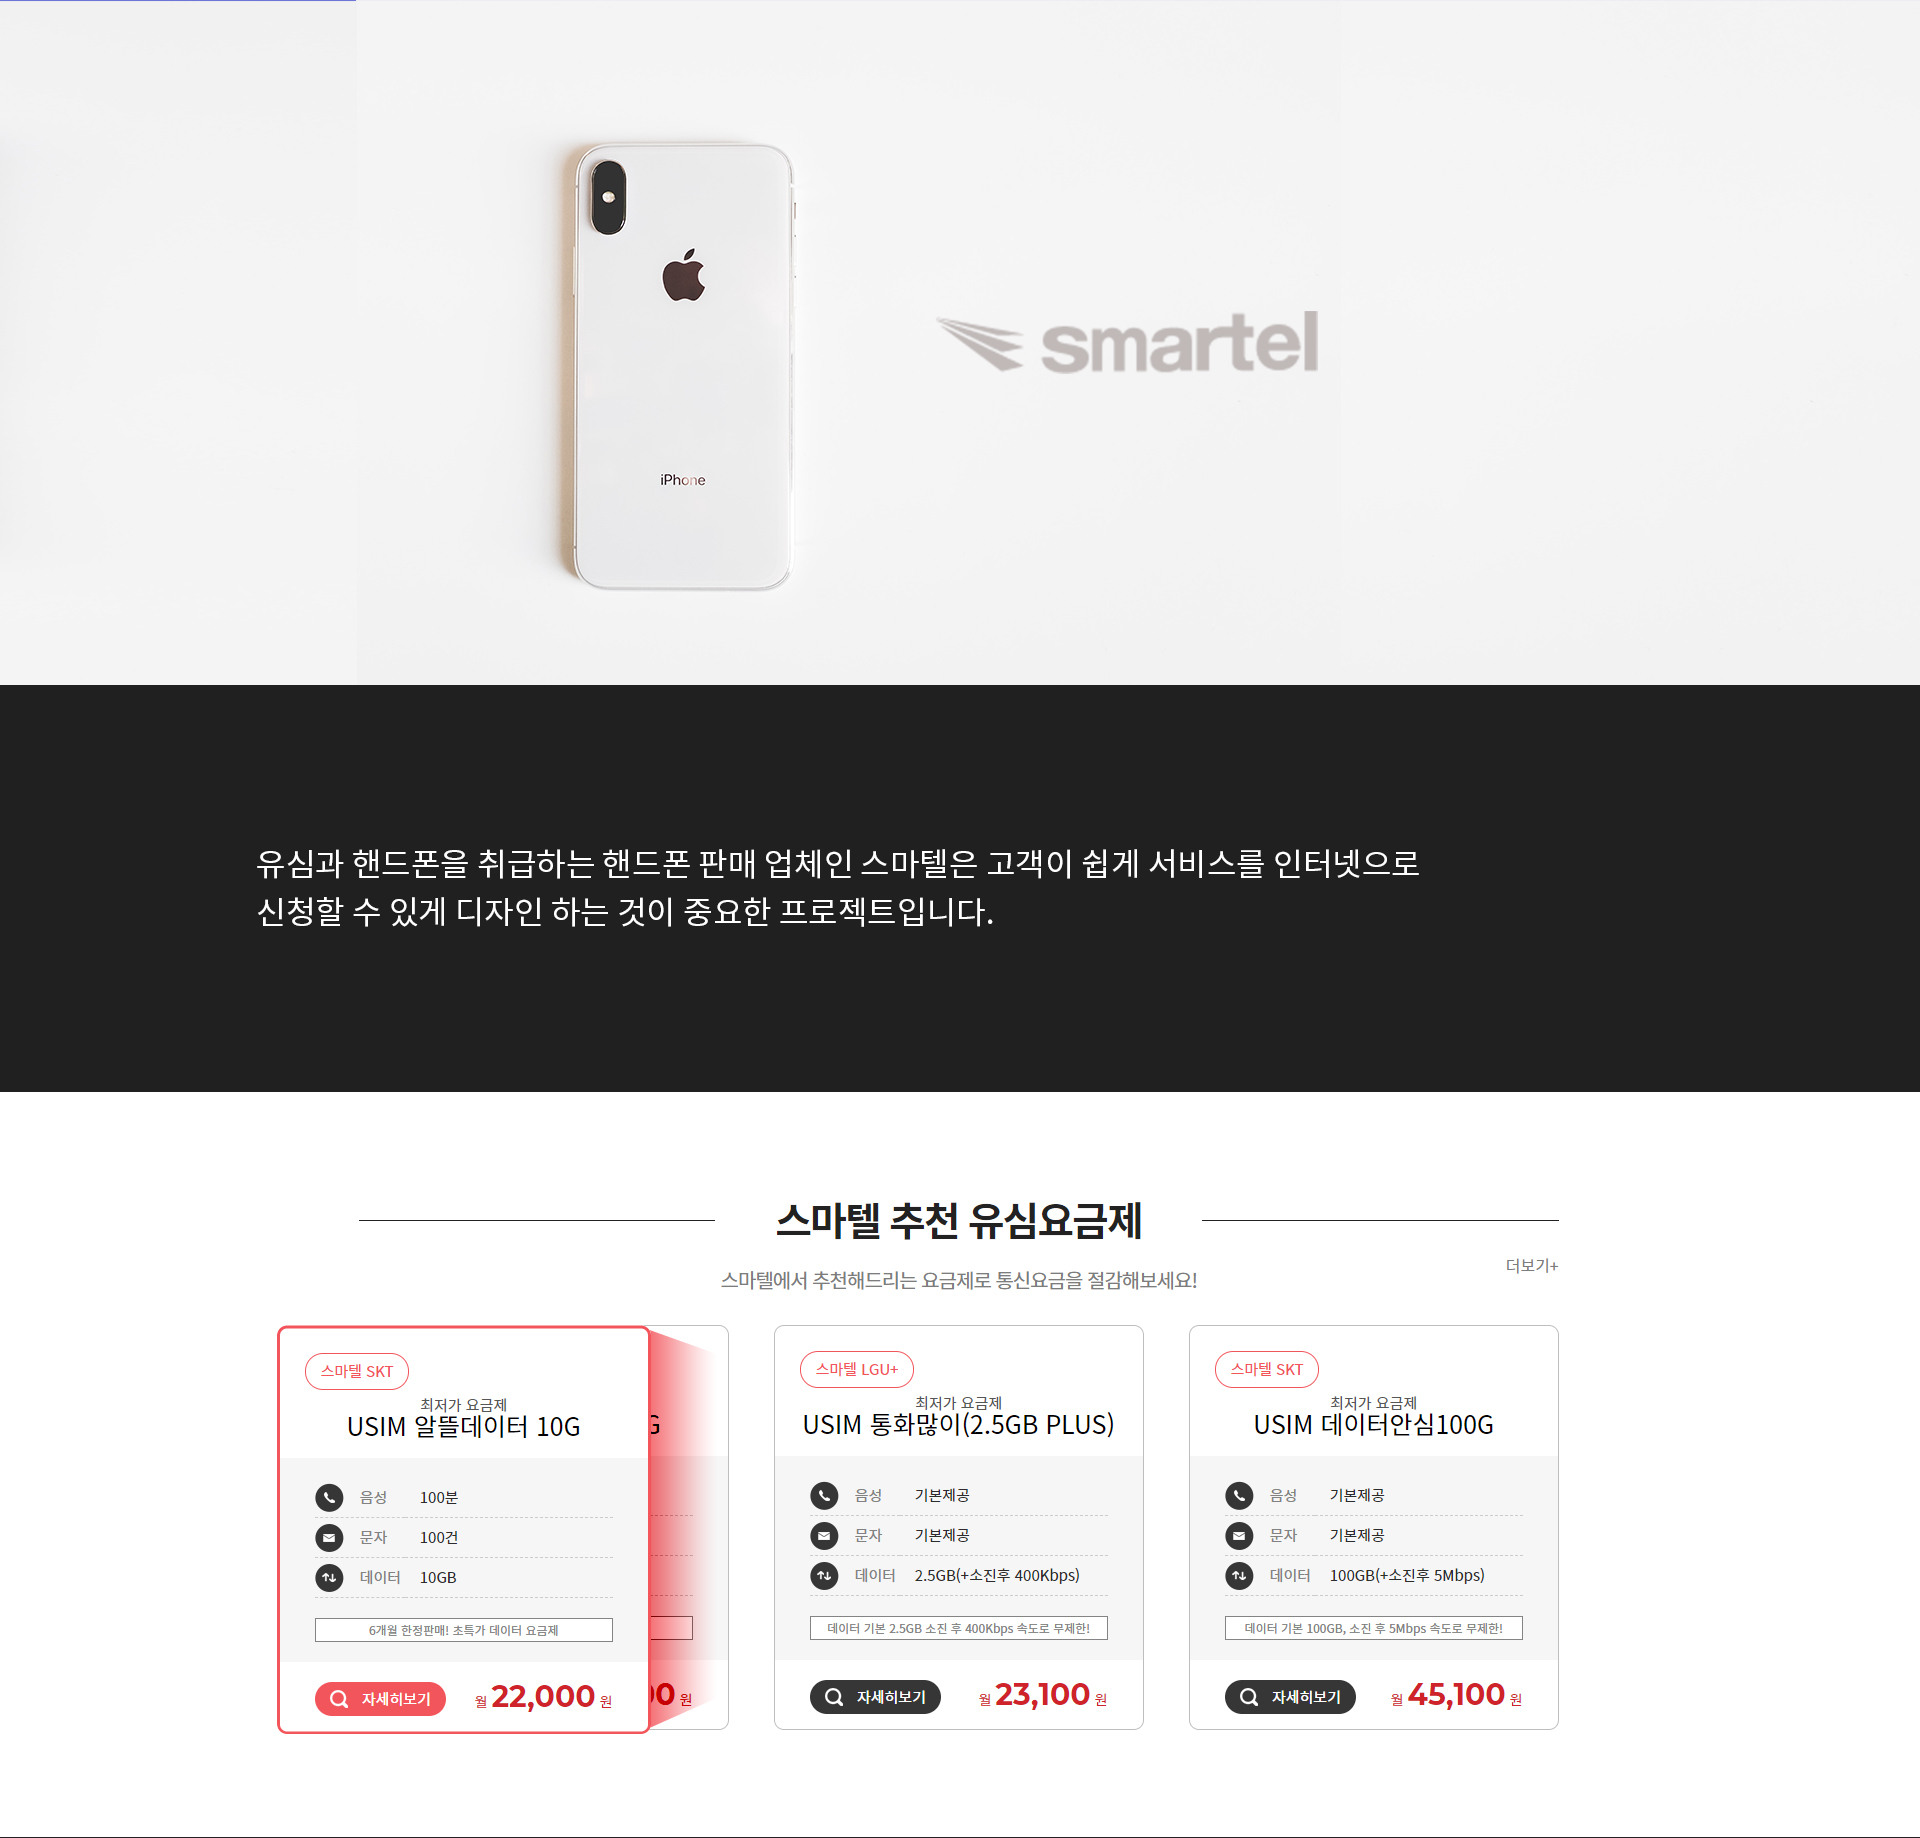 smartel
iPhone
유심과 핸드폰을 취급하는 핸드폰 판매 업체인 스마텔은 고객이 쉽게 서비스를 인터넷으로
신청할 수 있게 디자인 하는 것이 중요한 프로젝트입니다.
스마텔 추천 유심요금제
스마텔에서 추천해드리는 요금제로 통신요금을 절감해보세요!
더보기+
스마텔 SKT
최저가 요금제
USIM 알뜰데이터 10G
음성 100분
문자 100건
데이터 10GB
6개월 한정판매! 초특가 데이터 요금제
자세히보기 월 22,000 원
G
00 원
스마텔 LGU+
최저가 요금제
USIM 통화많이(2.5GB PLUS)
음성 기본제공
문자 기본제공
데이터 2.5GB(+소진후 400Kbps)
데이터 기본 2.5GB 소진 후 400Kbps 속도로 무제한!
자세히보기 월 23,100 원
스마텔 SKT
최저가 요금제
USIM 데이터안심100G
음성 기본제공
문자 기본제공
데이터 100GB(+소진후 5Mbps)
데이터 기본 100GB, 소진 후 5Mbps 속도로 무제한!
자세히보기 월 45,100 원